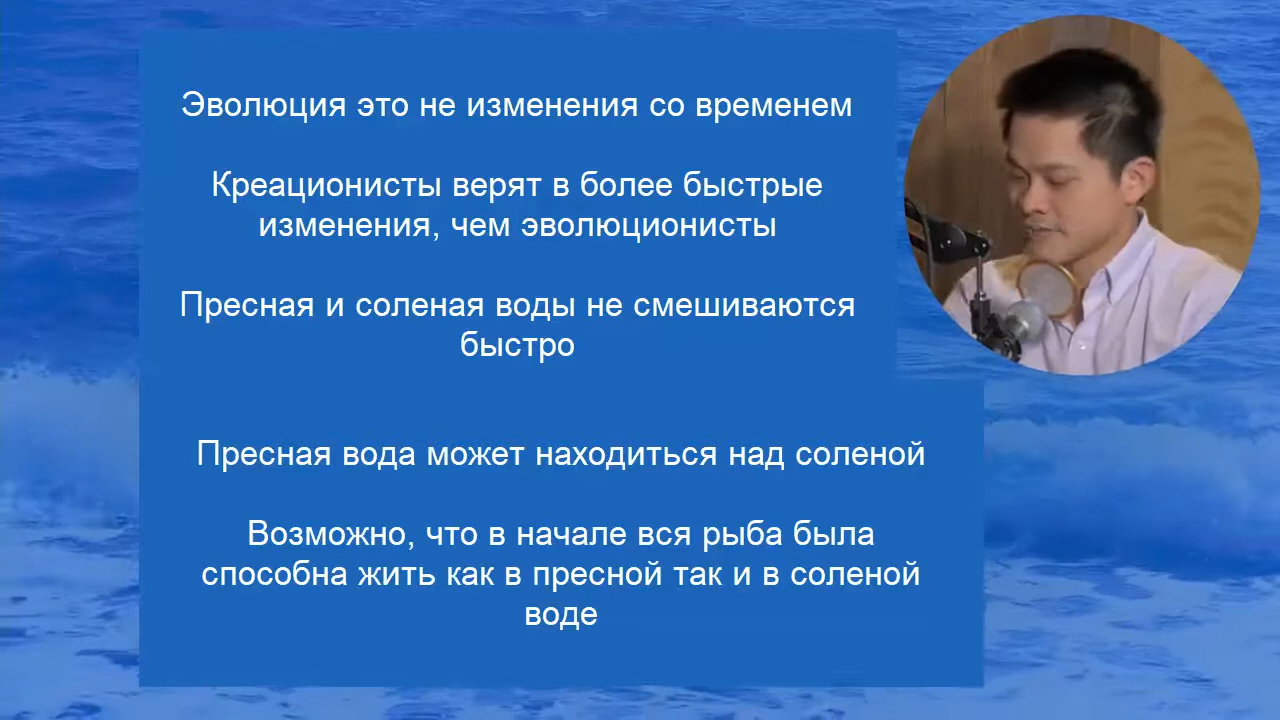 Эволюция это не изменения со временем
Креационисты верят в более быстрые
изменения, чем эволюционисты
Пресная и соленая воды не смешиваются
быстро
Пресная вода может находиться над соленой
Возможно, что в начале вся рыба была
способна жить как в пресной так и в соленой
воде